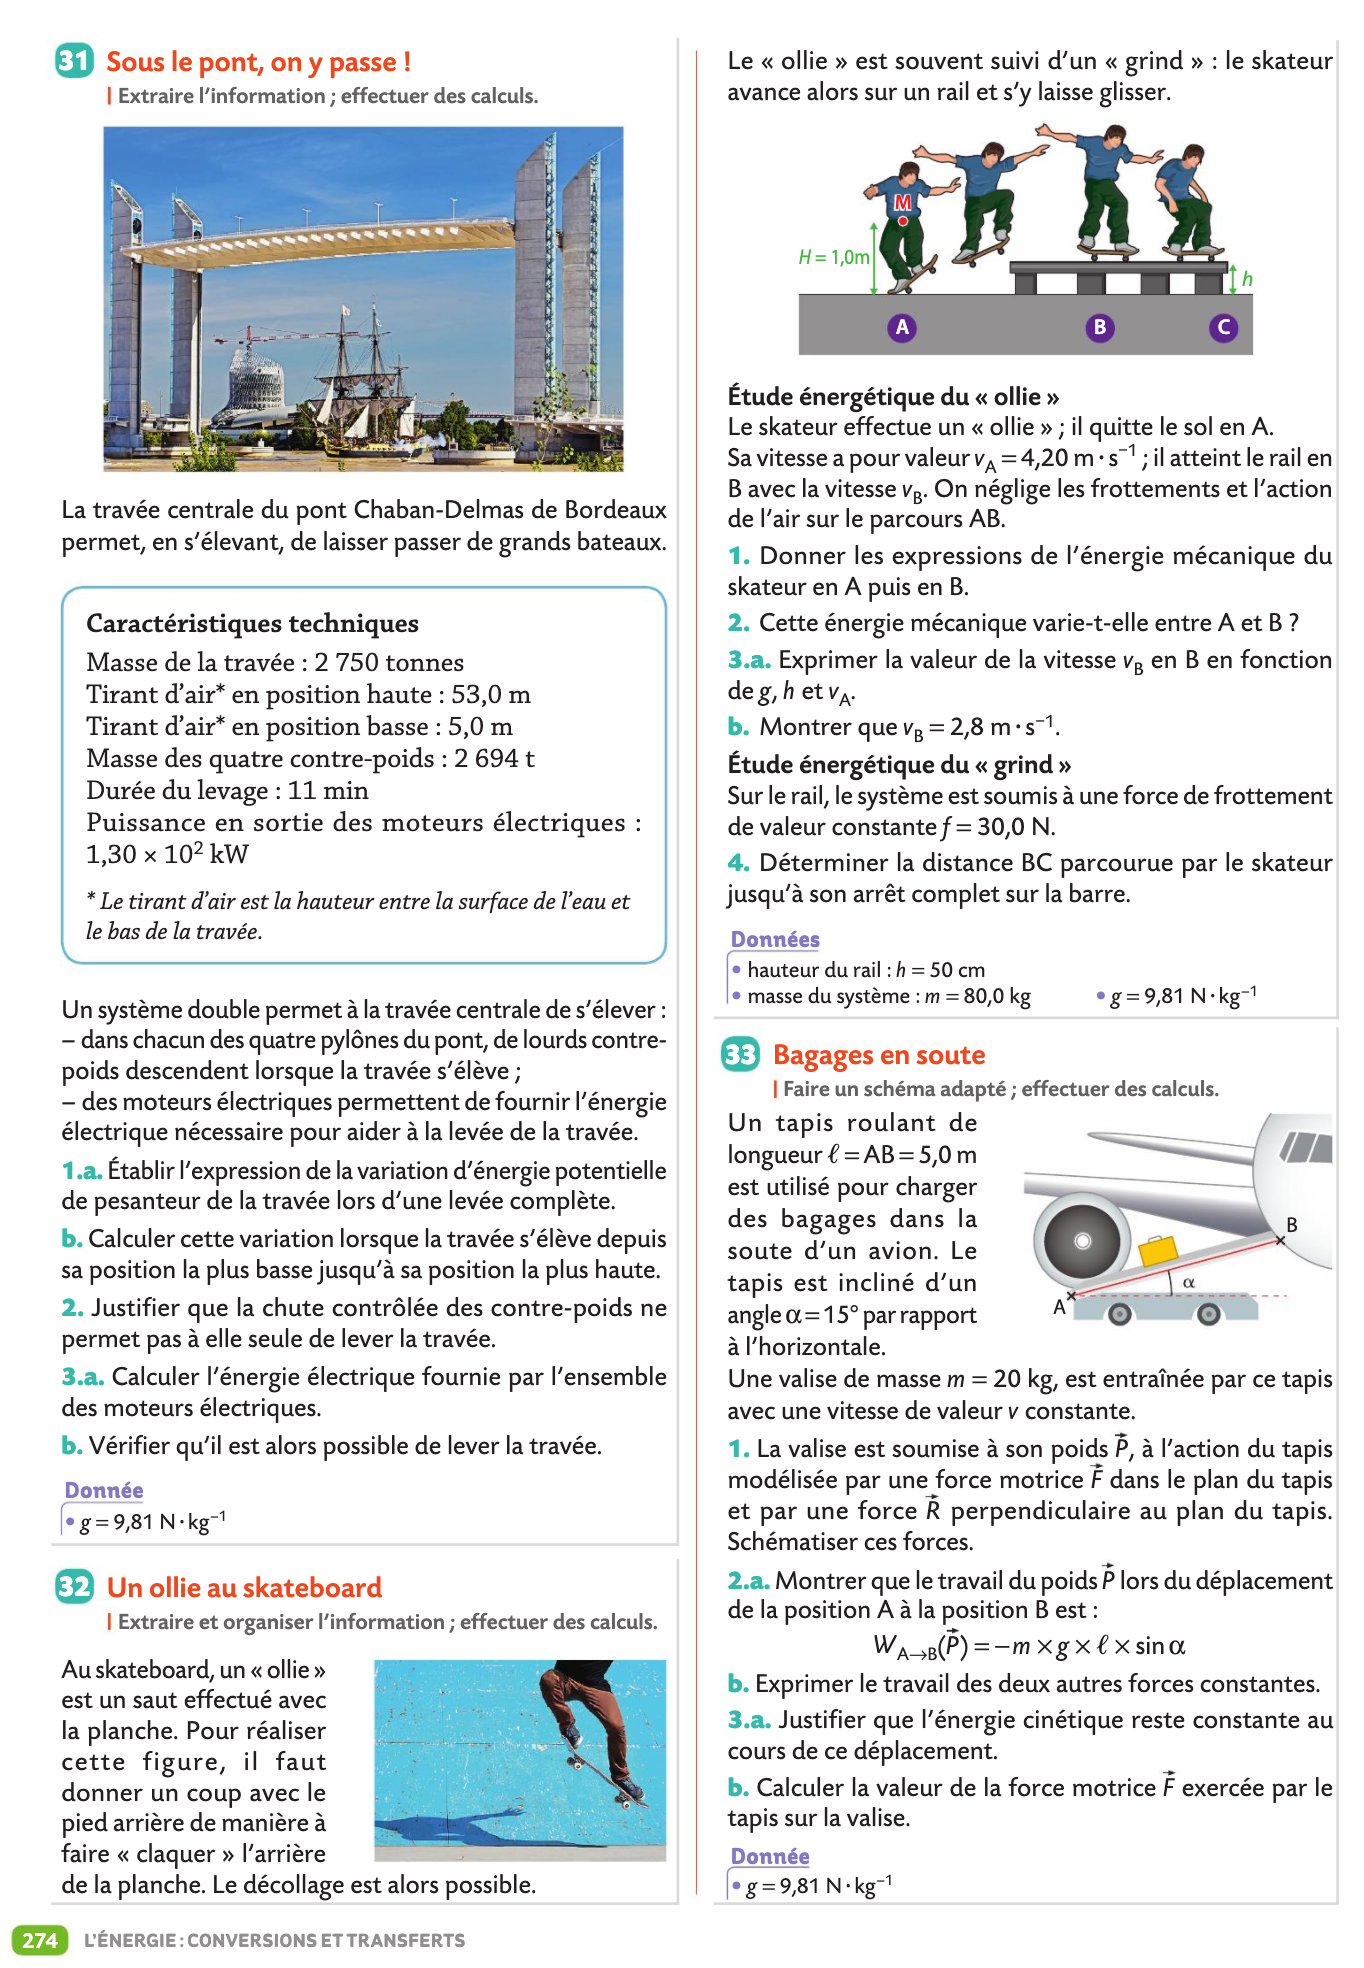 31 Sous le pont, on y passe !
| Extraire l'information ; effectuer des calculs.
La travée centrale du pont Chaban-Delmas de Bordeaux
permet, en s'élevant, de laisser passer de grands bateaux.
Caractéristiques techniques
Masse de la travée : 2 750 tonnes
Tirant d'air* en position haute : 53,0 m
Tirant d'air* en position basse : 5,0 m
Masse des quatre contre-poids : 2 694 t
Durée du levage : 11 min
Puissance en sortie des moteurs électriques :
1,30 × 10² kW
* Le tirant d'air est la hauteur entre la surface de l'eau et
le bas de la travée.
Un système double permet à la travée centrale de s'élever :
– dans chacun des quatre pylônes du pont, de lourds contre-
poids descendent lorsque la travée s'élève ;
– des moteurs électriques permettent de fournir l'énergie
électrique nécessaire pour aider à la levée de la travée.
1.a. Établir l'expression de la variation d'énergie potentielle
de pesanteur de la travée lors d'une levée complète.
b. Calculer cette variation lorsque la travée s'élève depuis
sa position la plus basse jusqu'à sa position la plus haute.
2. Justifier que la chute contrôlée des contre-poids ne
permet pas à elle seule de lever la travée.
3.a. Calculer l'énergie électrique fournie par l'ensemble
des moteurs électriques.
b. Vérifier qu'il est alors possible de lever la travée.
Donnée
• g = 9,81 N·kg⁻¹
32 Un ollie au skateboard
| Extraire et organiser l'information ; effectuer des calculs.
Au skateboard, un « ollie »
est un saut effectué avec
la planche. Pour réaliser
cette figure, il faut
donner un coup avec le
pied arrière de manière à
faire « claquer » l'arrière
de la planche. Le décollage est alors possible.
Le « ollie » est souvent suivi d'un « grind » : le skateur
avance alors sur un rail et s'y laisse glisser.
M
H = 1,0m
h
A B C
Étude énergétique du « ollie »
Le skateur effectue un « ollie » ; il quitte le sol en A.
Sa vitesse a pour valeur v_A = 4,20 m·s⁻¹ ; il atteint le rail en
B avec la vitesse v_B. On néglige les frottements et l'action
de l'air sur le parcours AB.
1. Donner les expressions de l'énergie mécanique du
skateur en A puis en B.
2. Cette énergie mécanique varie-t-elle entre A et B ?
3.a. Exprimer la valeur de la vitesse v_B en B en fonction
de g, h et v_A.
b. Montrer que v_B = 2,8 m·s⁻¹.
Étude énergétique du « grind »
Sur le rail, le système est soumis à une force de frottement
de valeur constante f = 30,0 N.
4. Déterminer la distance BC parcourue par le skateur
jusqu'à son arrêt complet sur la barre.
Données
• hauteur du rail : h = 50 cm
• masse du système : m = 80,0 kg • g = 9,81 N·kg⁻¹
33 Bagages en soute
| Faire un schéma adapté ; effectuer des calculs.
Un tapis roulant de
longueur ℓ = AB = 5,0 m
est utilisé pour charger
des bagages dans la
soute d'un avion. Le
tapis est incliné d'un
angle α = 15° par rapport
à l'horizontale.
B
α
A
Une valise de masse m = 20 kg, est entraînée par ce tapis
avec une vitesse de valeur v constante.
1. La valise est soumise à son poids P⃗, à l'action du tapis
modélisée par une force motrice F⃗ dans le plan du tapis
et par une force R⃗ perpendiculaire au plan du tapis.
Schématiser ces forces.
2.a. Montrer que le travail du poids P⃗ lors du déplacement
de la position A à la position B est :
W_A→B(P⃗) = – m × g × ℓ × sin α
b. Exprimer le travail des deux autres forces constantes.
3.a. Justifier que l'énergie cinétique reste constante au
cours de ce déplacement.
b. Calculer la valeur de la force motrice F⃗ exercée par le
tapis sur la valise.
Donnée
• g = 9,81 N·kg⁻¹
274 L'ÉNERGIE : CONVERSIONS ET TRANSFERTS